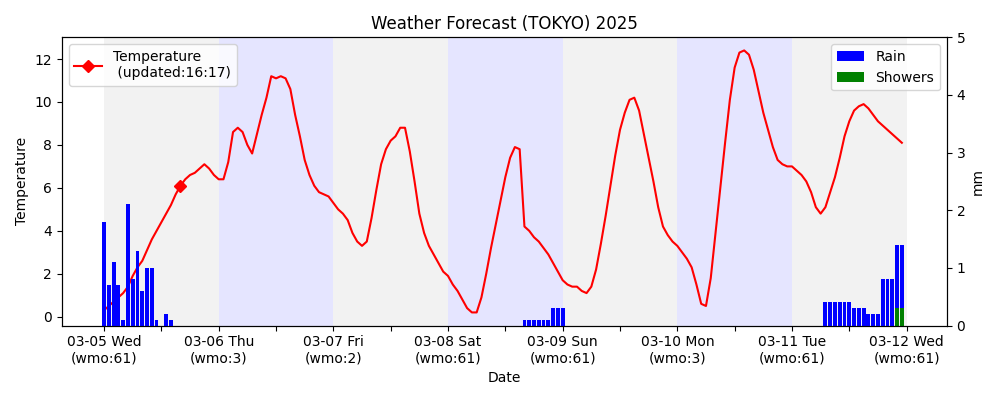 Weather Forecast (TOKYO) 2025
Temperature
(updated:16:17)
Rain
Showers
Temperature
12
10
8
6
4
2
0
5
4
3
2
1
0
mm
03-05 Wed
(wmo:61)
03-06 Thu
(wmo:3)
03-07 Fri
(wmo:2)
03-08 Sat
(wmo:61)
03-09 Sun
(wmo:61)
03-10 Mon
(wmo:3)
03-11 Tue
(wmo:61)
03-12 Wed
(wmo:61)
Date